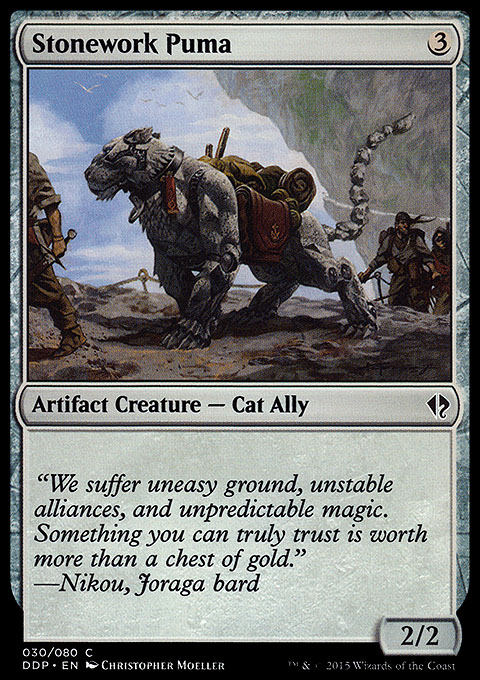 Stonework Puma 3
Artifact Creature — Cat Ally
“We suffer uneasy ground, unstable
alliances, and unpredictable magic.
Something you can truly trust is worth
more than a chest of gold.”
—Nikou, Joraga bard
2/2
030/080 C
DDP • EN Christopher Moeller ™ & © 2015 Wizards of the Coast